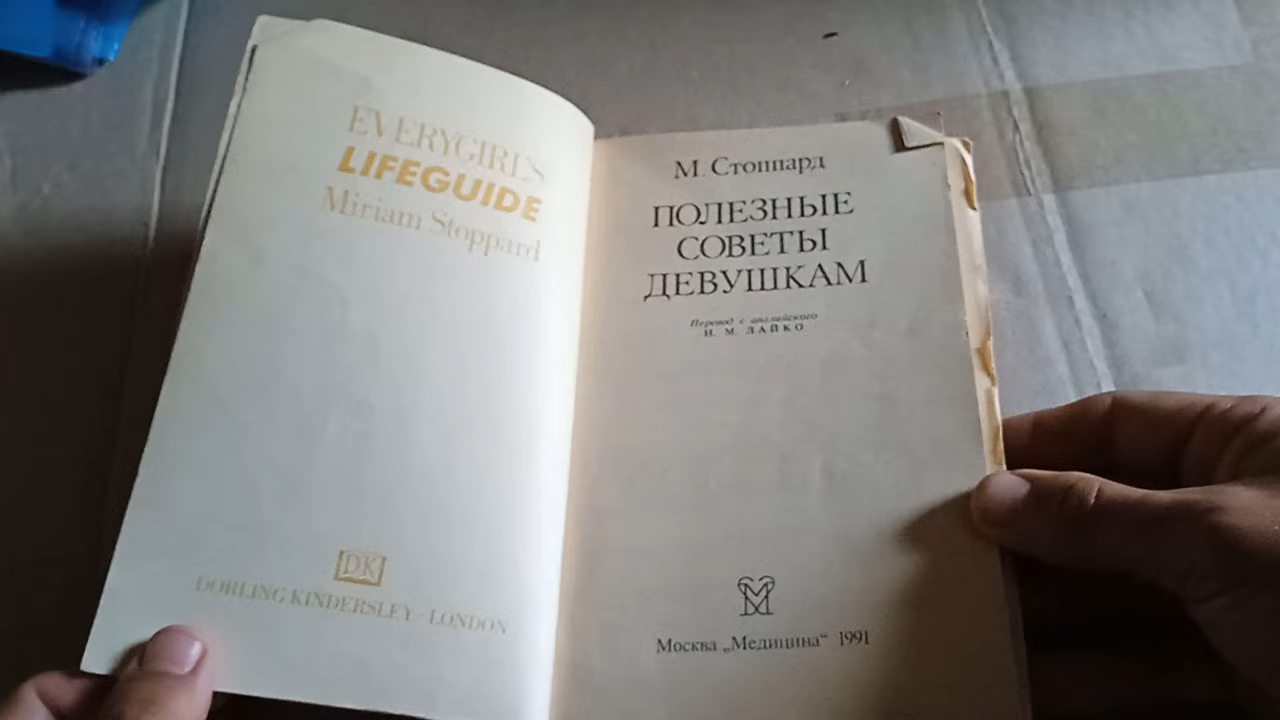 EVERYGIRL'S
LIFEGUIDE
Miriam Stoppard
DK
DORLING KINDERSLEY · LONDON
М. Стоппард
ПОЛЕЗНЫЕ
СОВЕТЫ
ДЕВУШКАМ
Перевод с английского
Н. М. ЛАЙКО
М
Москва „Медицина“ 1991